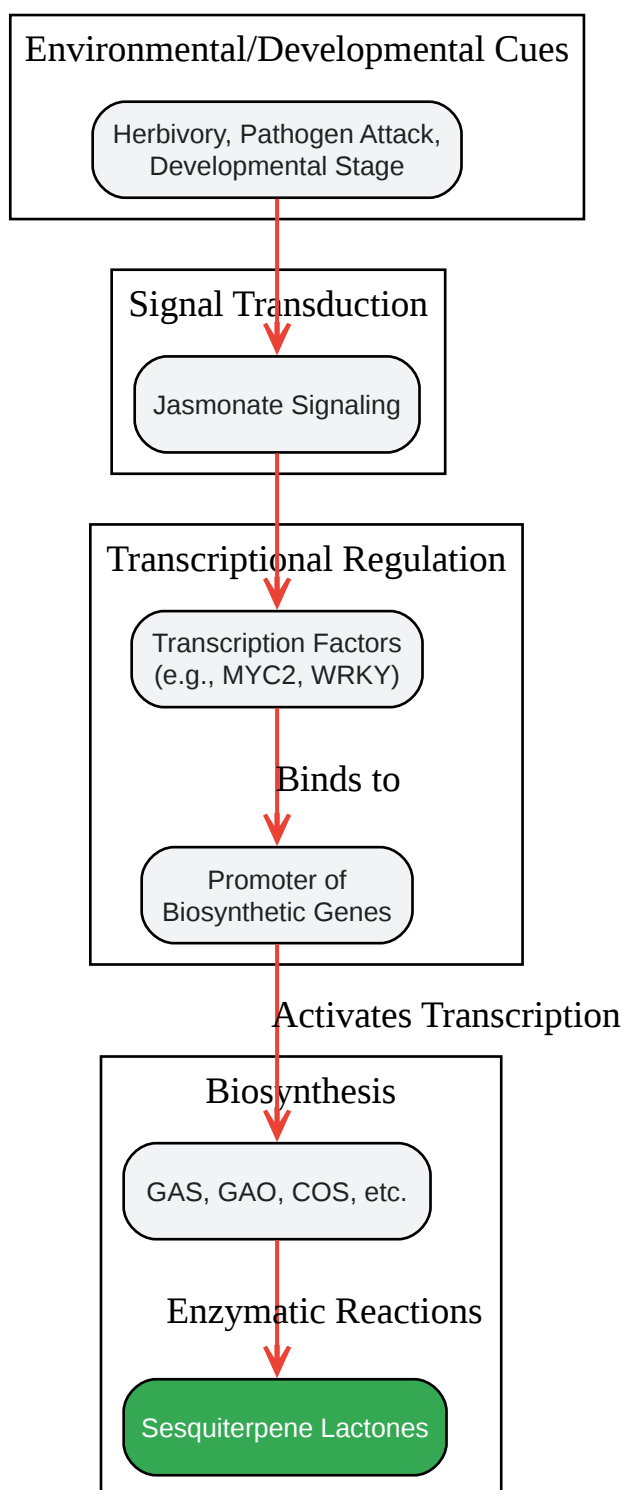 Environmental/Developmental Cues
Herbivory, Pathogen Attack,
Developmental Stage
Signal Transduction
Jasmonate Signaling
Transcriptional Regulation
Transcription Factors
(e.g., MYC2, WRKY)
Binds to
Promoter of
Biosynthetic Genes
Activates Transcription
Biosynthesis
GAS, GAO, COS, etc.
Enzymatic Reactions
Sesquiterpene Lactones